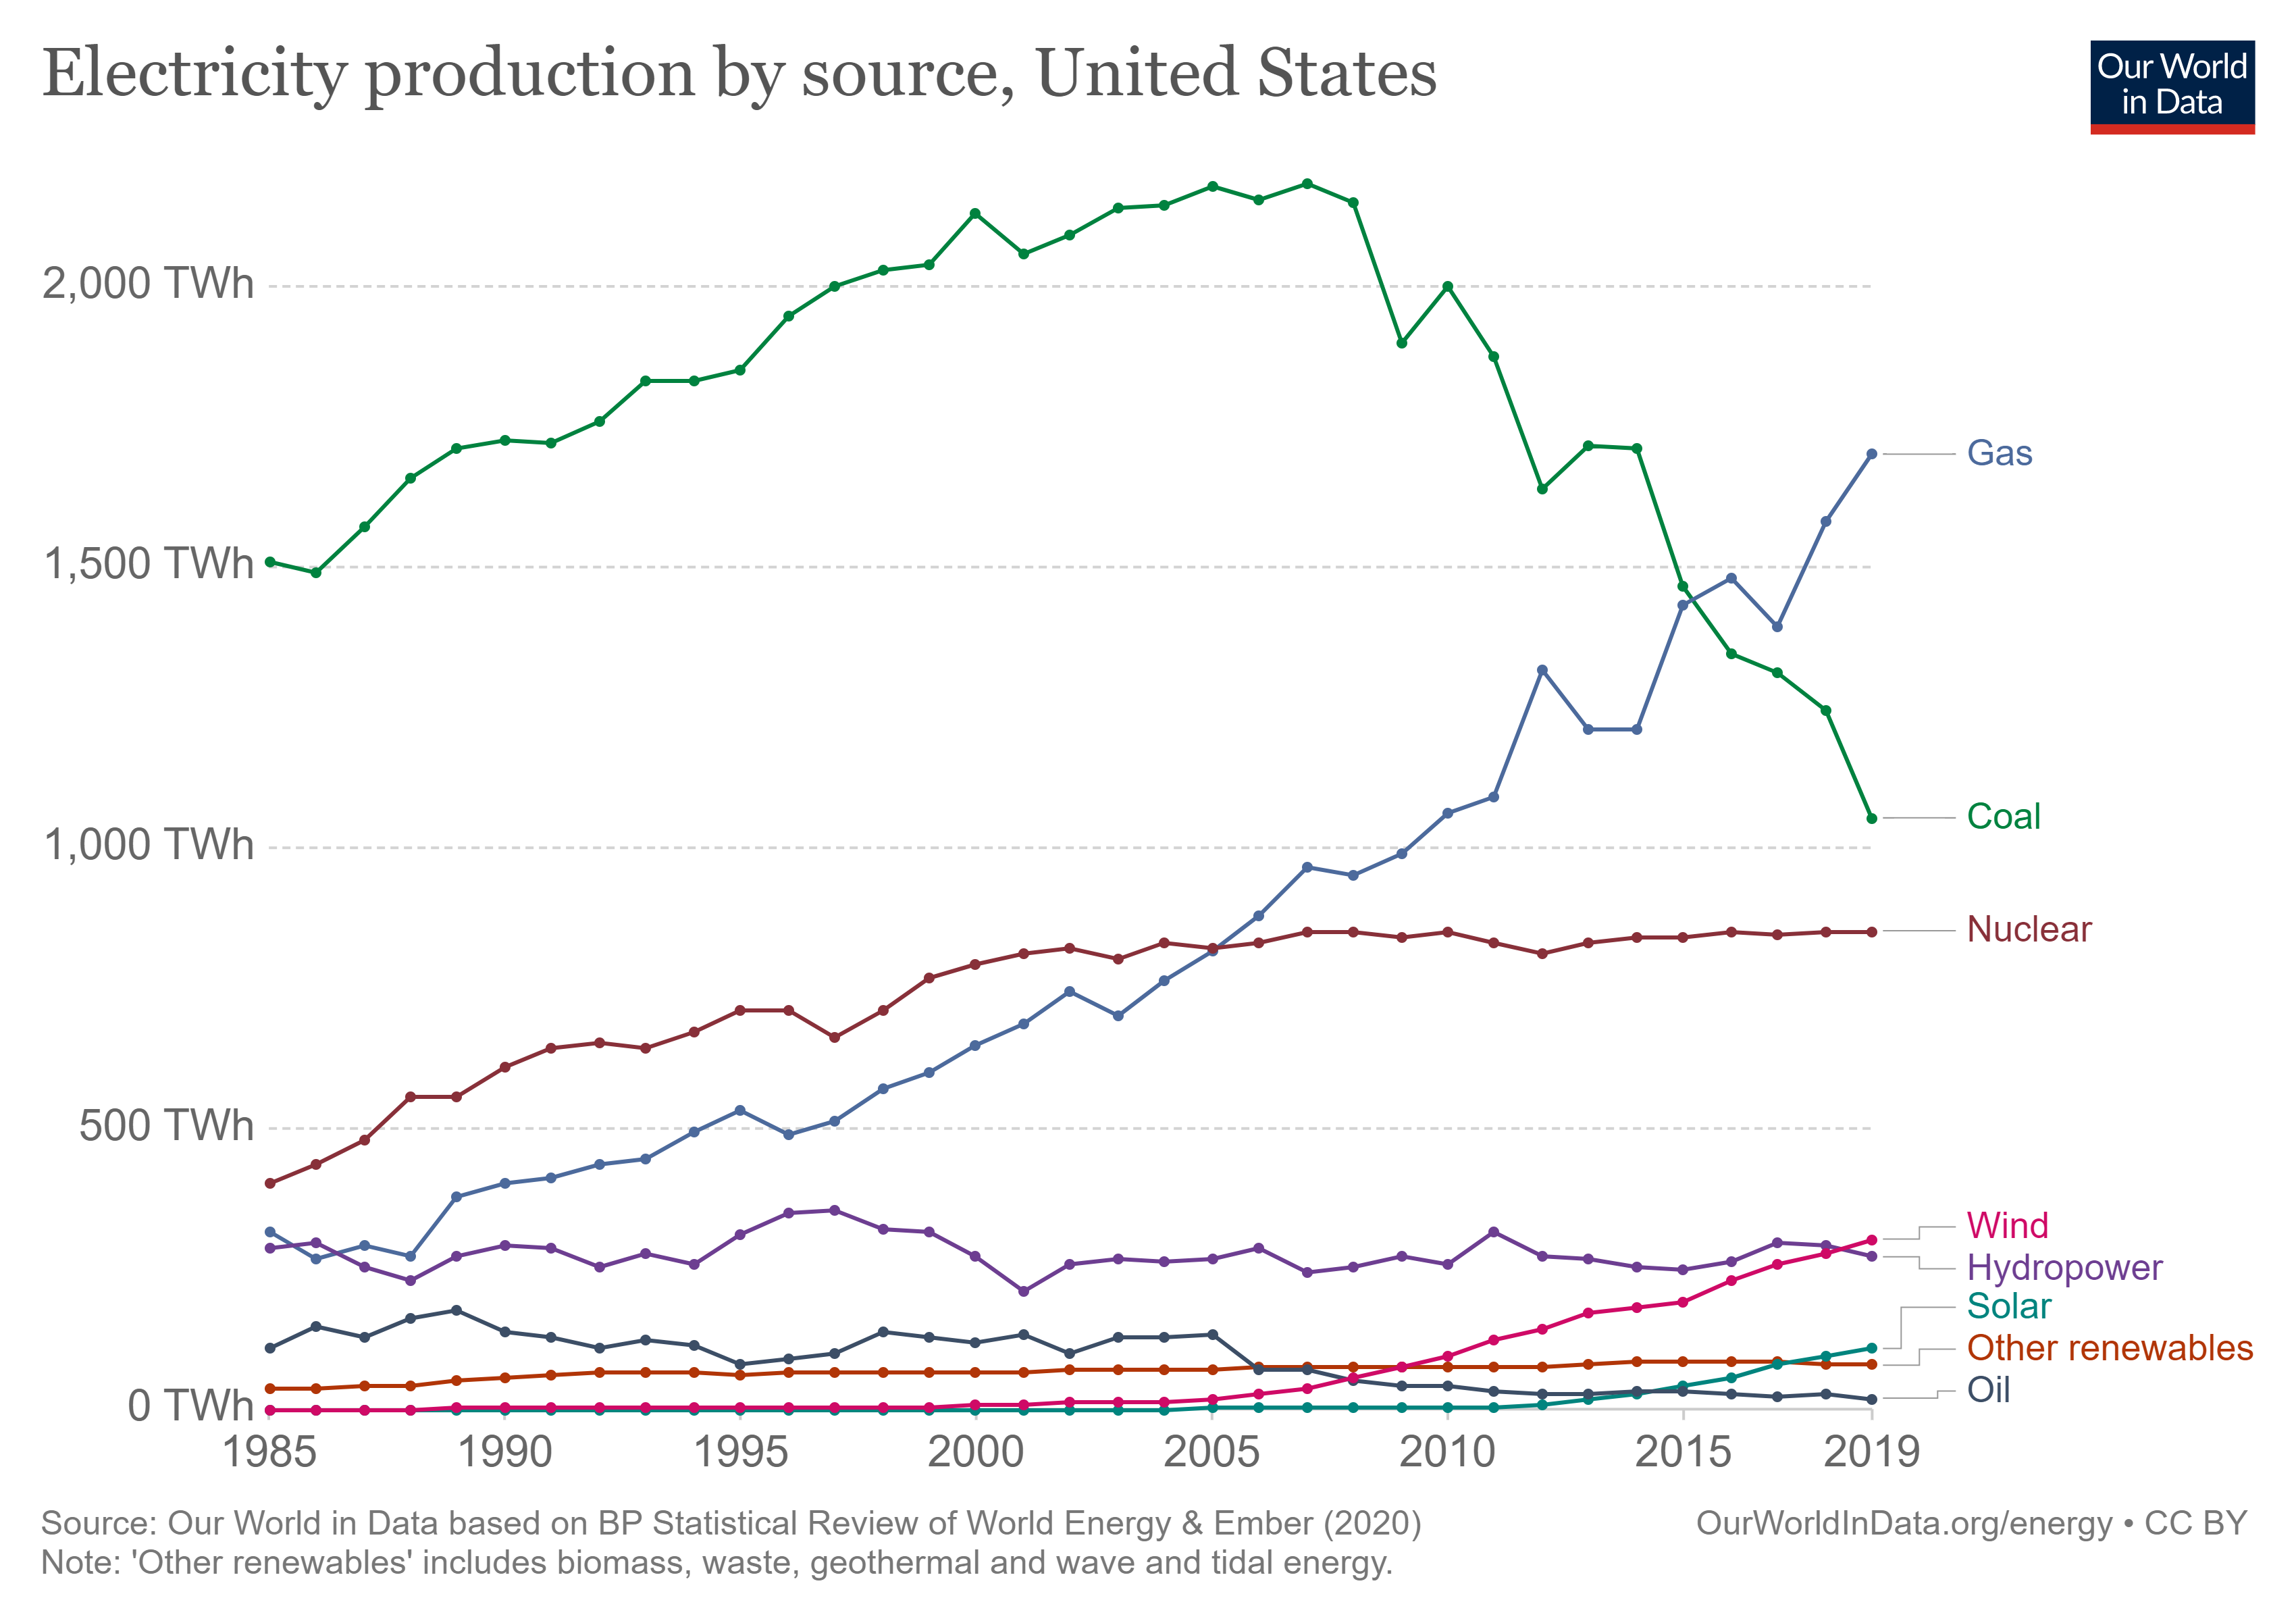 Electricity production by source, United States
Our World
in Data
2,000 TWh
1,500 TWh
1,000 TWh
500 TWh
0 TWh
Gas
Coal
Nuclear
Wind
Hydropower
Solar
Other renewables
Oil
1985 1990 1995 2000 2005 2010 2015 2019
Source: Our World in Data based on BP Statistical Review of World Energy & Ember (2020)
Note: 'Other renewables' includes biomass, waste, geothermal and wave and tidal energy.
OurWorldInData.org/energy • CC BY